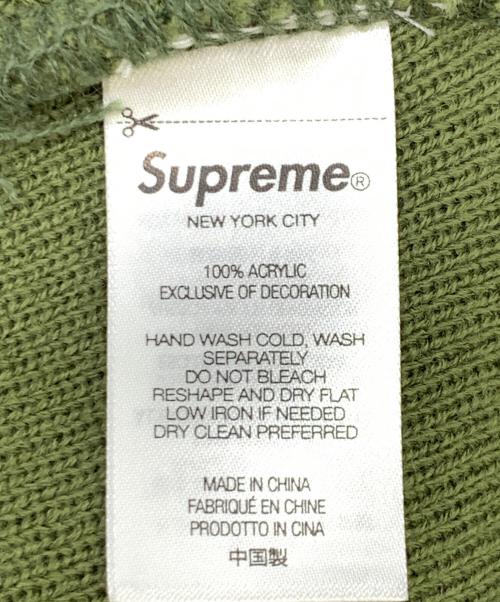 Supreme®
NEW YORK CITY
100% ACRYLIC
EXCLUSIVE OF DECORATION
HAND WASH COLD, WASH
SEPARATELY
DO NOT BLEACH
RESHAPE AND DRY FLAT
LOW IRON IF NEEDED
DRY CLEAN PREFERRED
MADE IN CHINA
FABRIQUÉ EN CHINE
PRODOTTO IN CINA
中国製